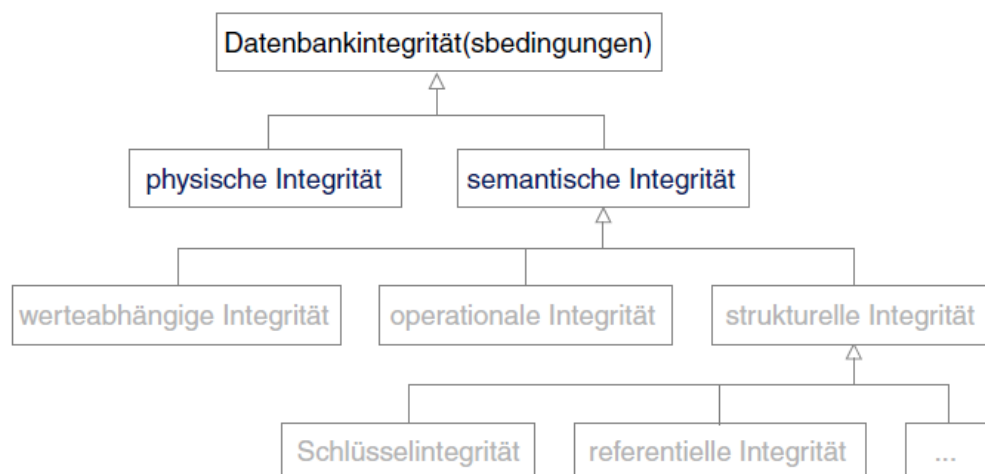 Datenbankintegrität(sbedingungen)
physische Integrität
semantische Integrität
werteabhängige Integrität
operationale Integrität
strukturelle Integrität
Schlüsselintegrität
referentielle Integrität
...